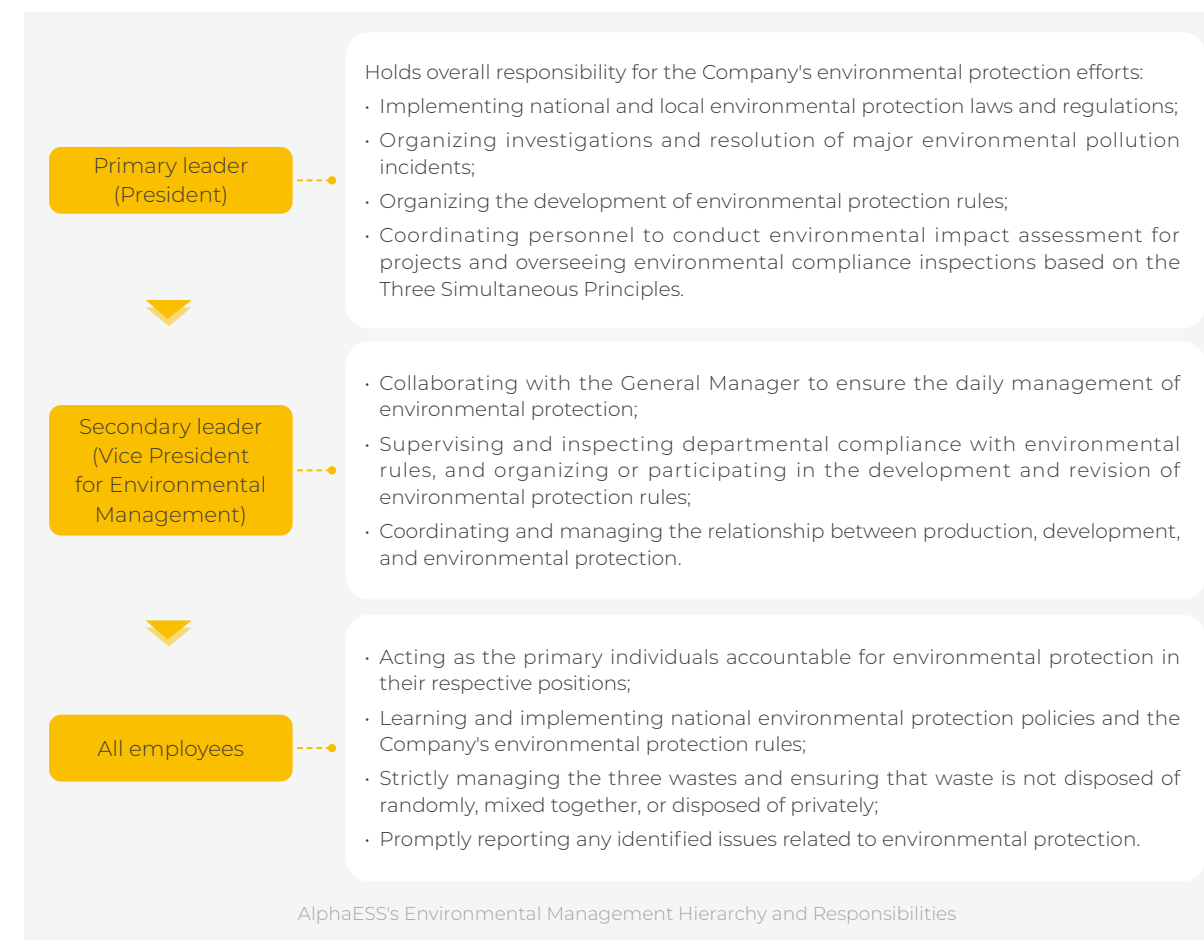 Primary leader
(President)
Holds overall responsibility for the Company's environmental protection efforts:
· Implementing national and local environmental protection laws and regulations;
· Organizing investigations and resolution of major environmental pollution
incidents;
· Organizing the development of environmental protection rules;
· Coordinating personnel to conduct environmental impact assessment for
projects and overseeing environmental compliance inspections based on the
Three Simultaneous Principles.
Secondary leader
(Vice President
for Environmental
Management)
· Collaborating with the General Manager to ensure the daily management of
environmental protection;
· Supervising and inspecting departmental compliance with environmental
rules, and organizing or participating in the development and revision of
environmental protection rules;
· Coordinating and managing the relationship between production, development,
and environmental protection.
All employees
· Acting as the primary individuals accountable for environmental protection in
their respective positions;
· Learning and implementing national environmental protection policies and the
Company's environmental protection rules;
· Strictly managing the three wastes and ensuring that waste is not disposed of
randomly, mixed together, or disposed of privately;
· Promptly reporting any identified issues related to environmental protection.
AlphaESS's Environmental Management Hierarchy and Responsibilities